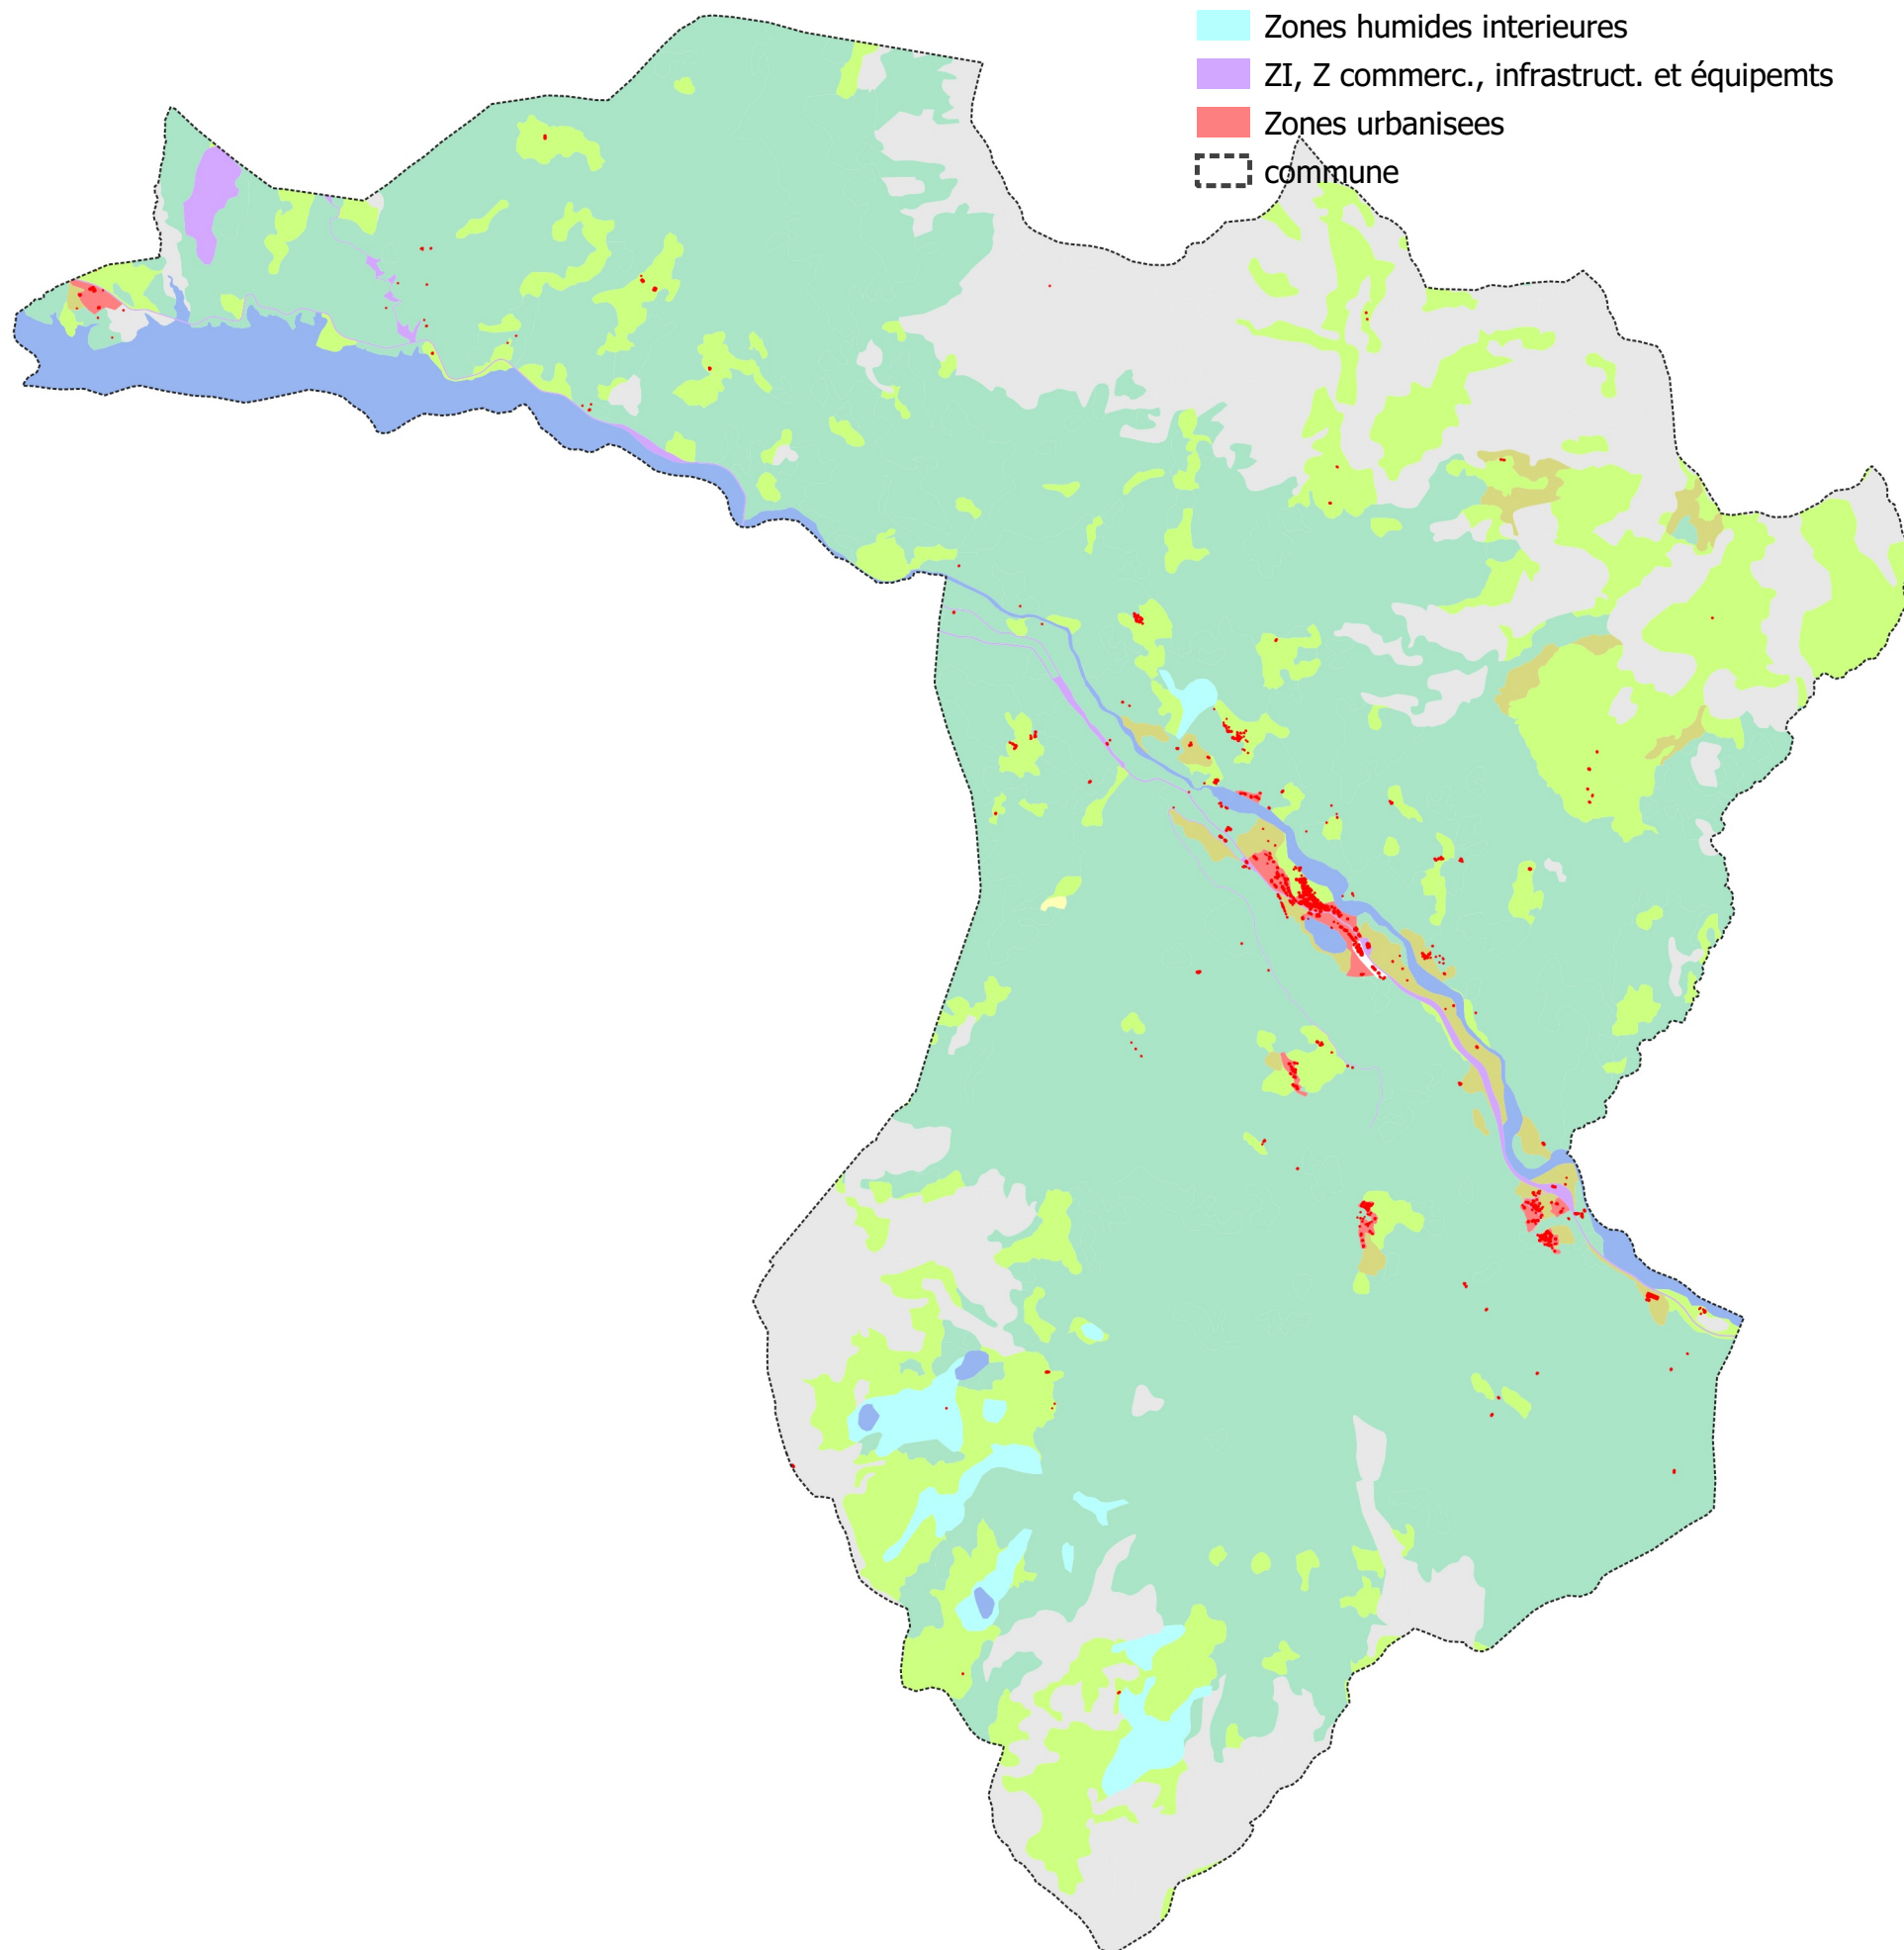 Zones humides interieures
ZI, Z commerc., infrastruct. et équipemts
Zones urbanisees
commune